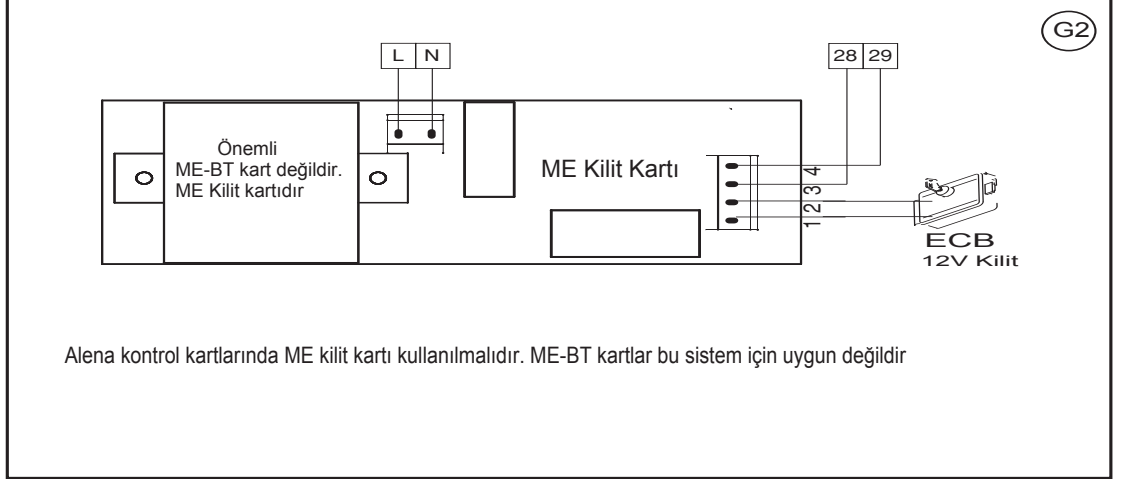 G2
L N
28 29
Önemli
ME-BT kart değildir.
ME Kilit kartıdır
ME Kilit Kartı
4
3
2
1
ECB
12V Kilit
Alena kontrol kartlarında ME kilit kartı kullanılmalıdır. ME-BT kartlar bu sistem için uygun değildir